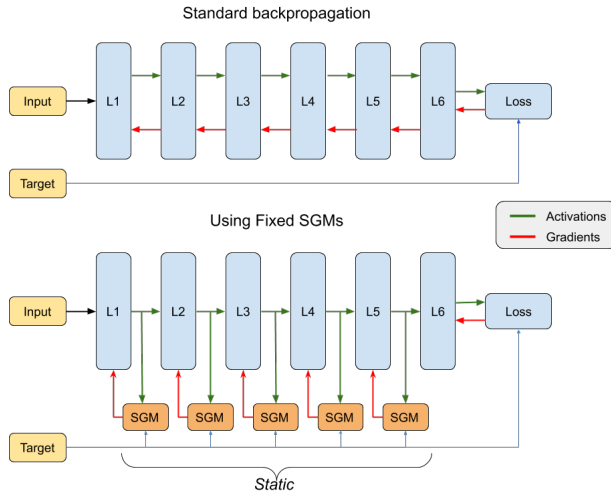 Standard backpropagation
Input
L1
L2
L3
L4
L5
L6
Loss
Target
Using Fixed SGMs
Activations
Gradients
Input
L1
L2
L3
L4
L5
L6
Loss
SGM
SGM
SGM
SGM
SGM
Target
Static